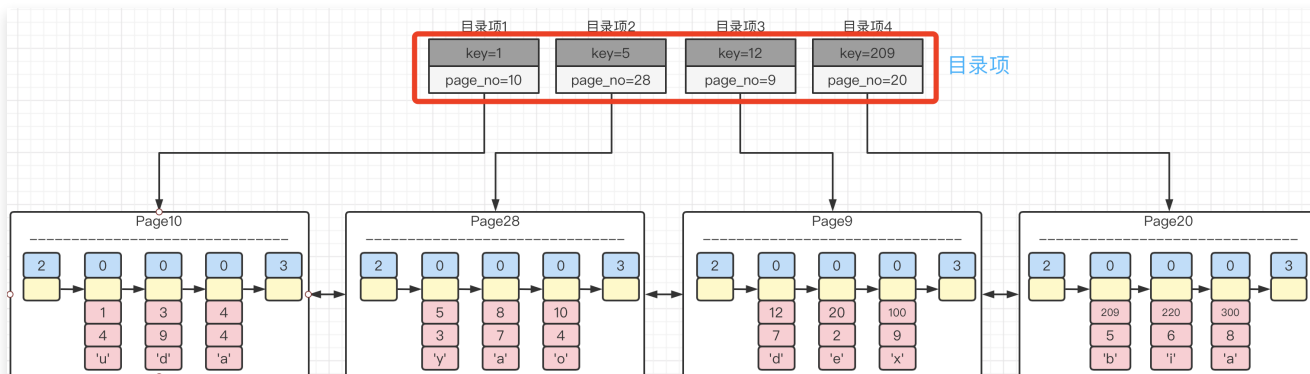 目录项1 目录项2 目录项3 目录项4
key=1 key=5 key=12 key=209
目录项
page_no=10 page_no=28 page_no=9 page_no=20
Page10 Page28 Page9 Page20
2 0 0 0 3 2 0 0 0 3 2 0 0 0 3 2 0 0 0 3
1 3 4 5 8 10 12 20 100 209 220 300
4 9 4 3 7 4 7 2 9 5 6 8
'u' 'd' 'a' 'y' 'a' 'o' 'd' 'e' 'x' 'b' 'i' 'a'